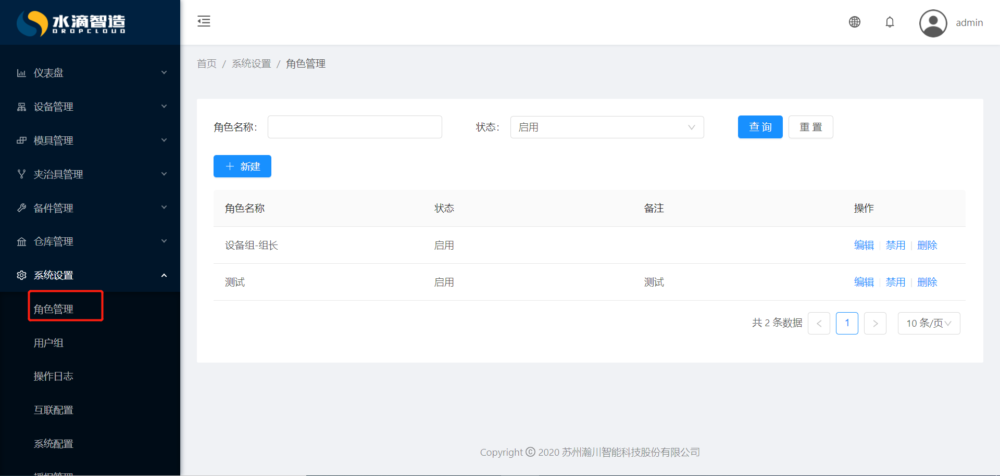 水滴智造
DROPCLOUD
仪表盘
设备管理
模具管理
夹治具管理
备件管理
仓库管理
系统设置
角色管理
用户组
操作日志
互联配置
系统配置
授权管理
admin
首页 / 系统设置 / 角色管理
角色名称: 状态: 启用 查 询 重 置
新建
角色名称 状态 备注 操作
设备组-组长 启用 编辑 禁用 删除
测试 启用 测试 编辑 禁用 删除
共 2 条数据 < 1 > 10 条/页
Copyright © 2020 苏州瀚川智能科技股份有限公司